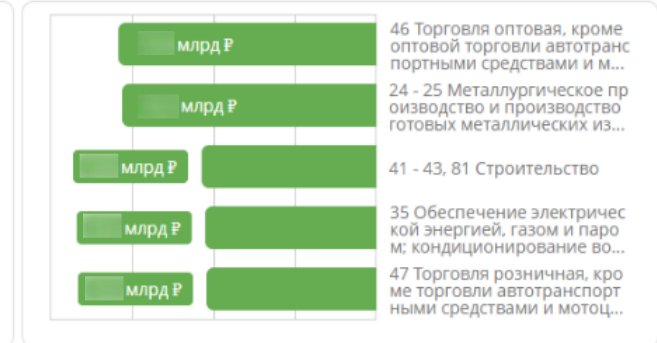 млрд ₽
46 Торговля оптовая, кроме
оптовой торговли автотранс
портными средствами и м...
млрд ₽
24 - 25 Металлургическое пр
оизводство и производство
готовых металлических из...
млрд ₽
41 - 43, 81 Строительство
млрд ₽
35 Обеспечение электричес
кой энергией, газом и паро
м; кондиционирование во...
млрд ₽
47 Торговля розничная, кро
ме торговли автотранспорт
ными средствами и мотоц...